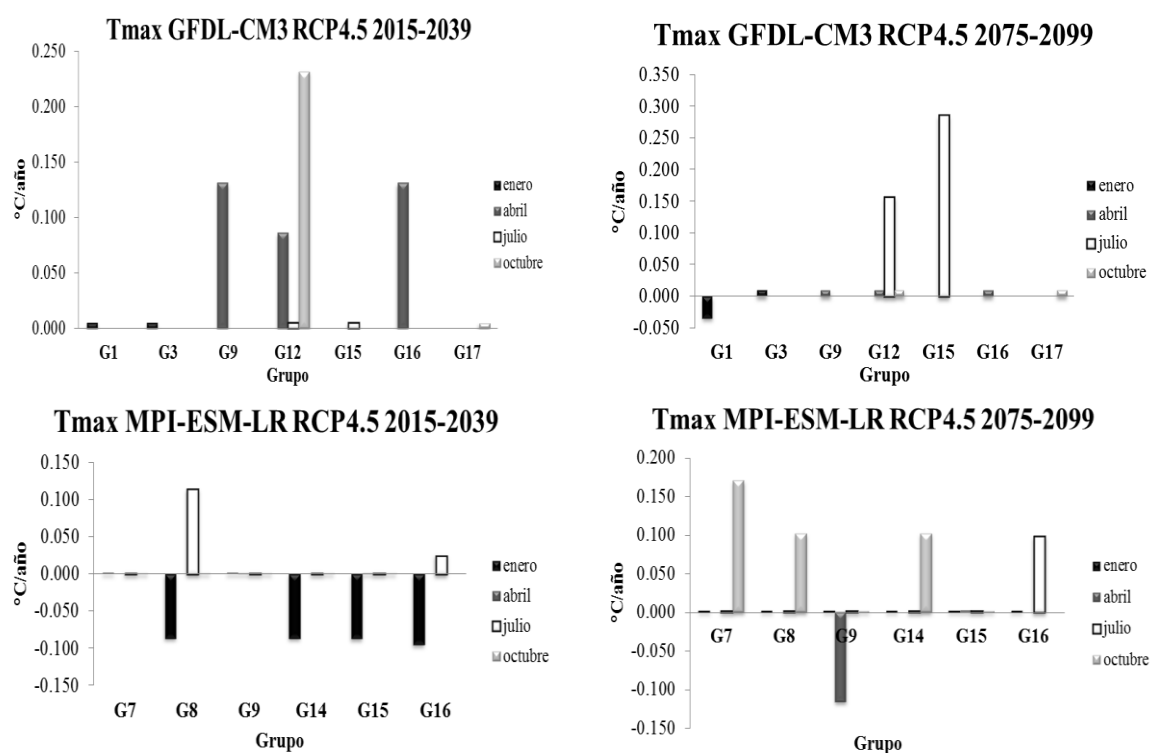 Tmax GFDL-CM3 RCP4.5 2015-2039
°C/año
0.250
0.200
0.150
0.100
0.050
0.000
G1 G3 G9 G12 G15 G16 G17
Grupo
enero
abril
julio
octubre
Tmax GFDL-CM3 RCP4.5 2075-2099
°C/año
0.350
0.300
0.250
0.200
0.150
0.100
0.050
0.000
-0.050
G1 G3 G9 G12 G15 G16 G17
Grupo
enero
abril
julio
octubre
Tmax MPI-ESM-LR RCP4.5 2015-2039
°C/año
0.150
0.100
0.050
0.000
-0.050
-0.100
-0.150
G7 G8 G9 G14 G15 G16
Grupo
enero
abril
julio
octubre
Tmax MPI-ESM-LR RCP4.5 2075-2099
°C/año
0.200
0.150
0.100
0.050
0.000
-0.050
-0.100
-0.150
G7 G8 G9 G14 G15 G16
Grupo
enero
abril
julio
octubre